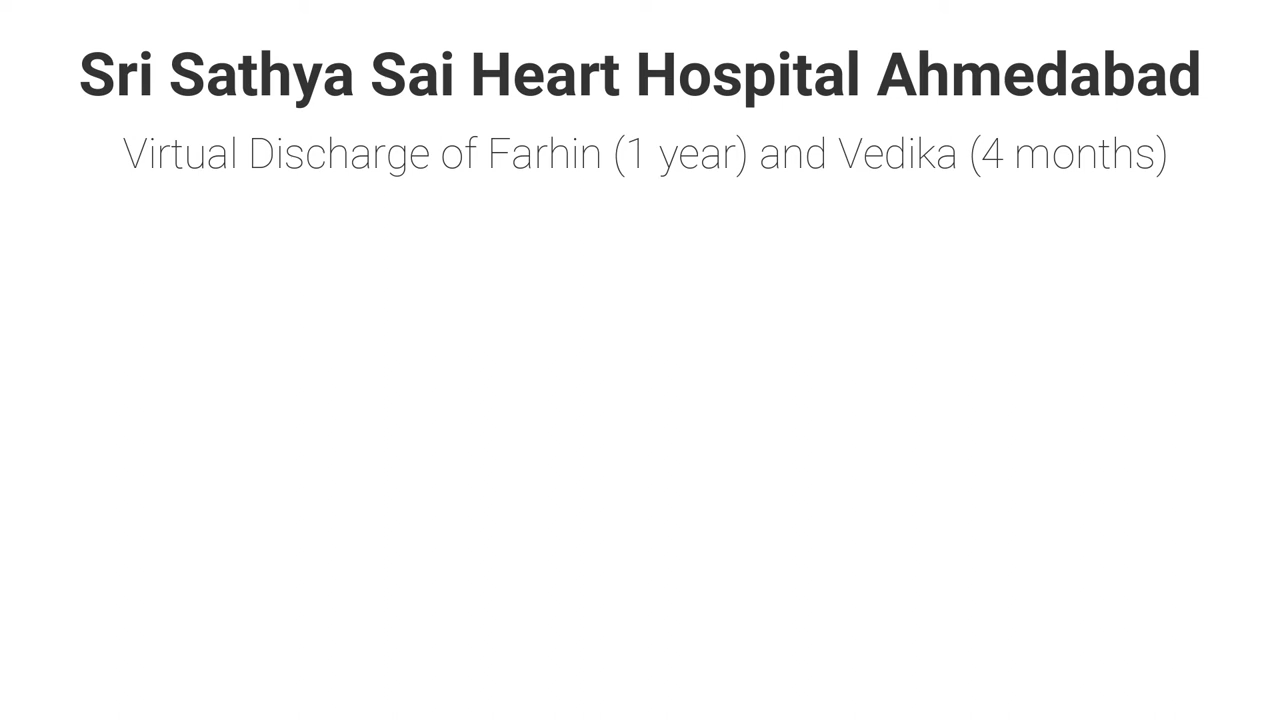 Sri Sathya Sai Heart Hospital Ahmedabad
Virtual Discharge of Farhin (1 year) and Vedika (4 months)